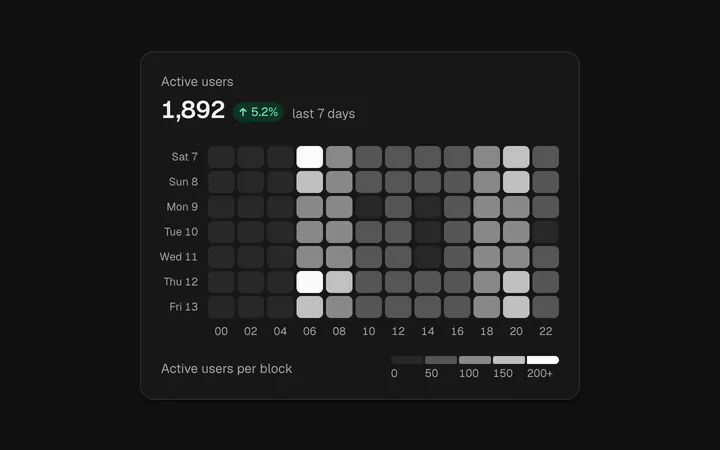 Active users
1,892 ↑ 5.2% last 7 days
Sat 7
Sun 8
Mon 9
Tue 10
Wed 11
Thu 12
Fri 13
00 02 04 06 08 10 12 14 16 18 20 22
Active users per block
0 50 100 150 200+